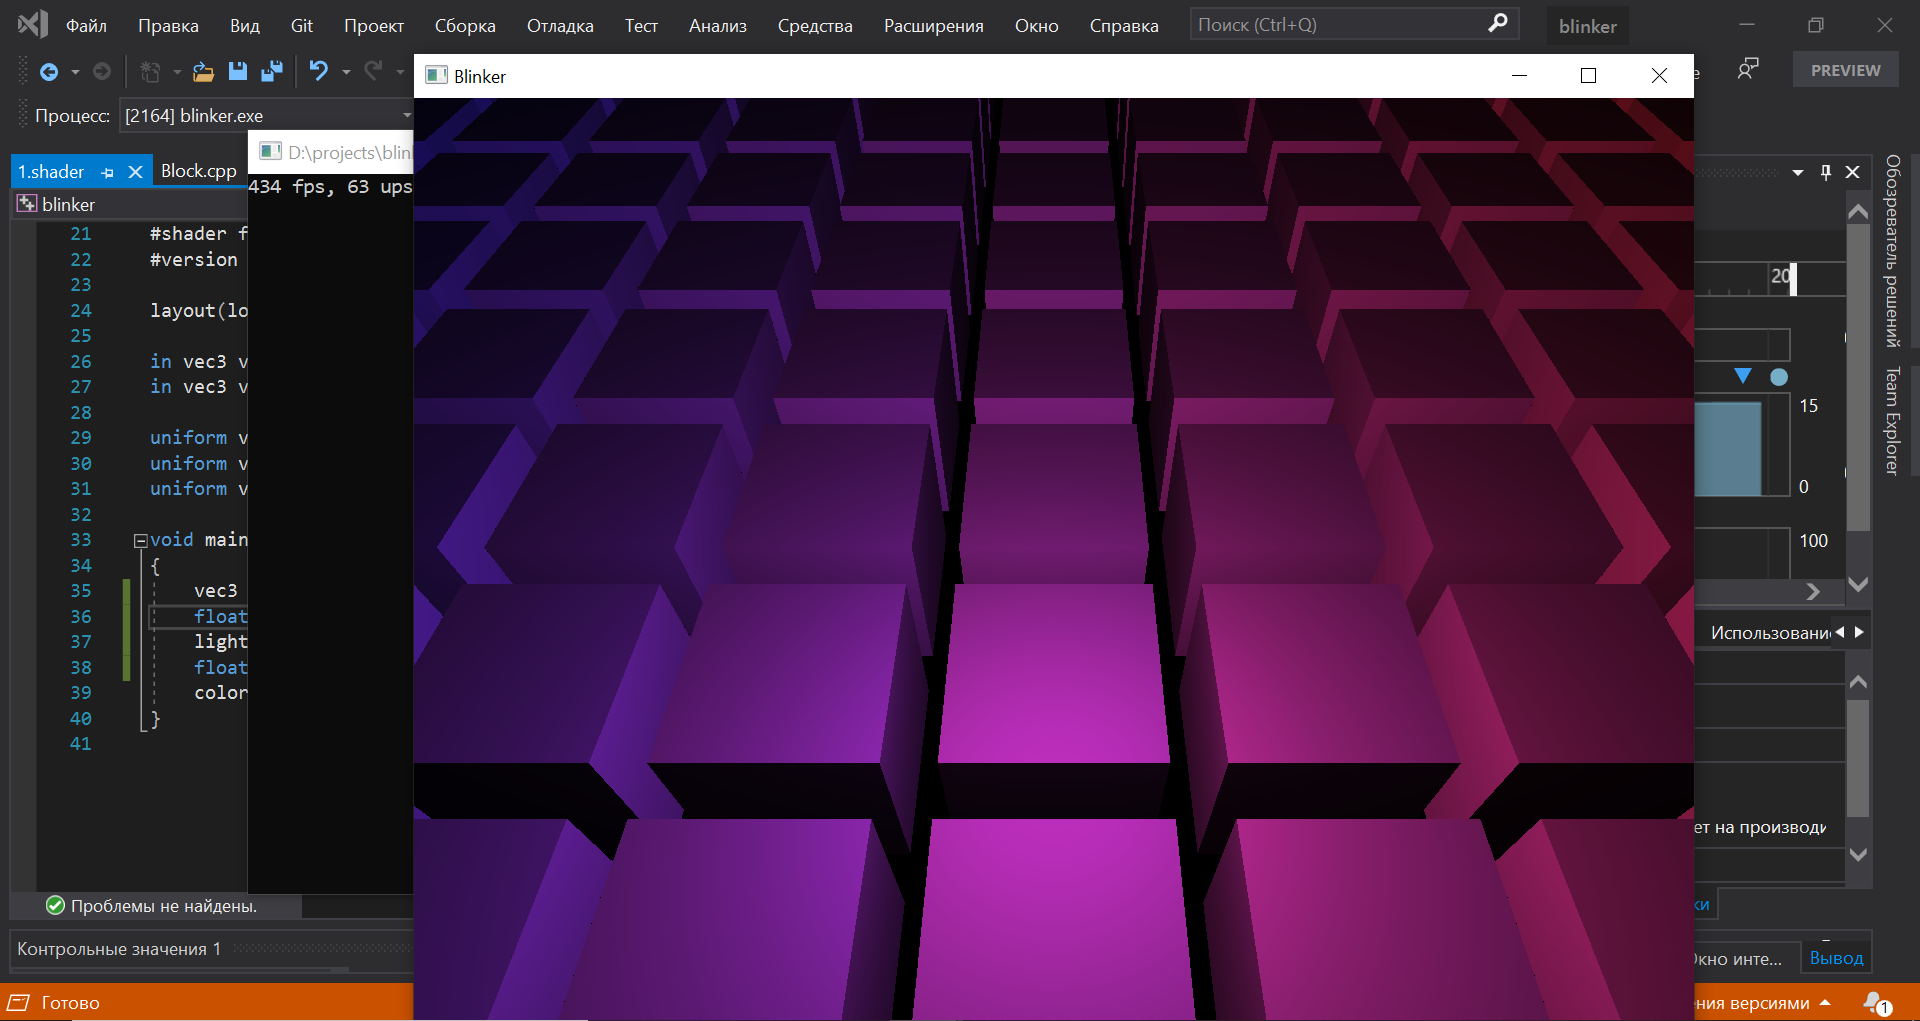 Файл Правка Вид Git Проект Сборка Отладка Тест Анализ Средства Расширения Окно Справка Поиск (Ctrl+Q) blinker
PREVIEW
Blinker
Процесс: [2164] blinker.exe
D:\projects\blin
1.shader Block.cpp
434 fps, 63 ups
blinker
21 #shader f
22 #version
23
24 layout(lo
25
26 in vec3 v
27 in vec3 v
28
29 uniform v
30 uniform v
31 uniform v
32
33 void main
34 {
35 vec3
36 float
37 light
38 float
39 color
40 }
41
Проблемы не найдены.
Контрольные значения 1
Готово
Обозреватель решений
Team Explorer
20
15
0
100
Использовани
ет на производи
ки
Окно инте...
Вывод
ния версиями
1